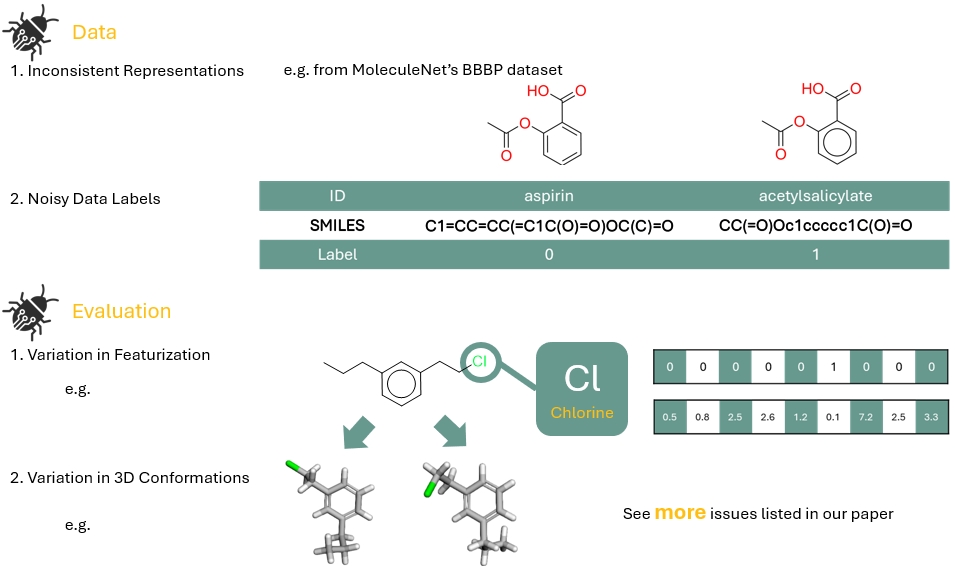 Data
1. Inconsistent Representations
e.g. from MoleculeNet's BBBP dataset
HO O O O
HO O O O
2. Noisy Data Labels
ID aspirin acetylsalicylate
SMILES C1=CC=CC(=C1C(O)=O)OC(C)=O CC(=O)Oc1ccccc1C(O)=O
Label 0 1
Evaluation
1. Variation in Featurization
e.g.
Cl
Cl
Chlorine
0 0 0 0 0 1 0 0 0
0.5 0.8 2.5 2.6 1.2 0.1 7.2 2.5 3.3
2. Variation in 3D Conformations
e.g.
See more issues listed in our paper